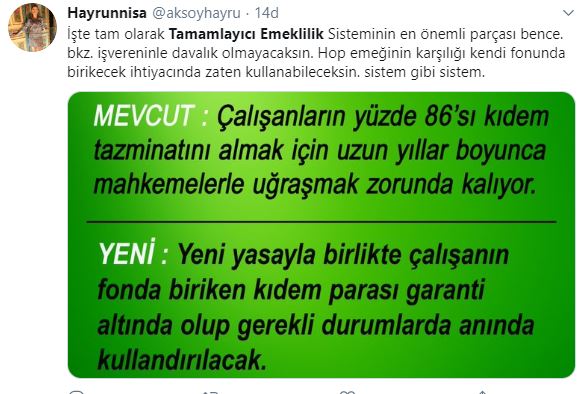 Hayrunnisa @aksoyhayru · 14d
İşte tam olarak Tamamlayıcı Emeklilik Sisteminin en önemli parçası bence.
bkz. işvereninle davalık olmayacaksın. Hop emeğinin karşılığı kendi fonunda
birikecek ihtiyacında zaten kullanabileceksin. sistem gibi sistem.
MEVCUT : Çalışanların yüzde 86'sı kıdem
tazminatını almak için uzun yıllar boyunca
mahkemelerle uğraşmak zorunda kalıyor.
YENİ : Yeni yasayla birlikte çalışanın
fonda biriken kıdem parası garanti
altında olup gerekli durumlarda anında
kullandırılacak.